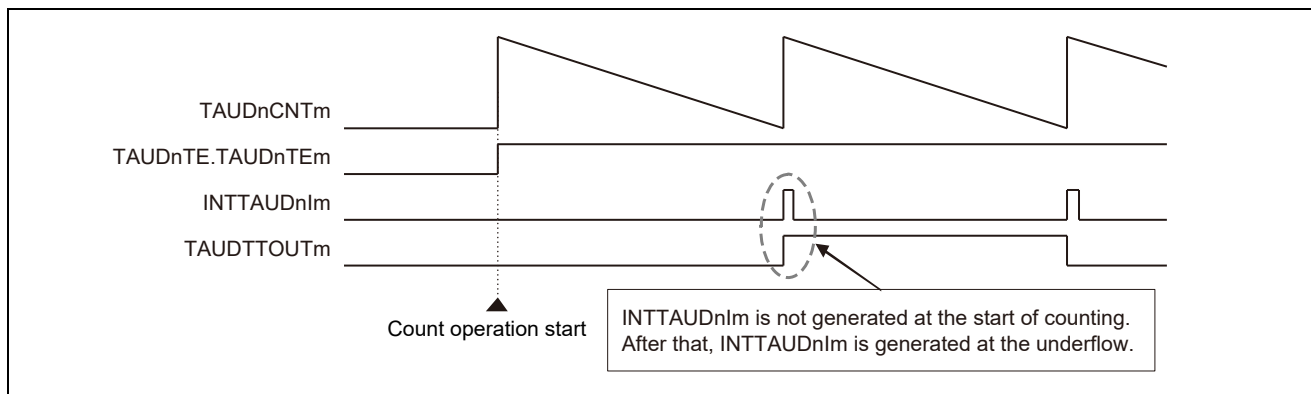 TAUDnCNTm
TAUDnTE.TAUDnTEm
INTTAUDnIm
TAUDTTOUTm
Count operation start
INTTAUDnIm is not generated at the start of counting.
After that, INTTAUDnIm is generated at the underflow.